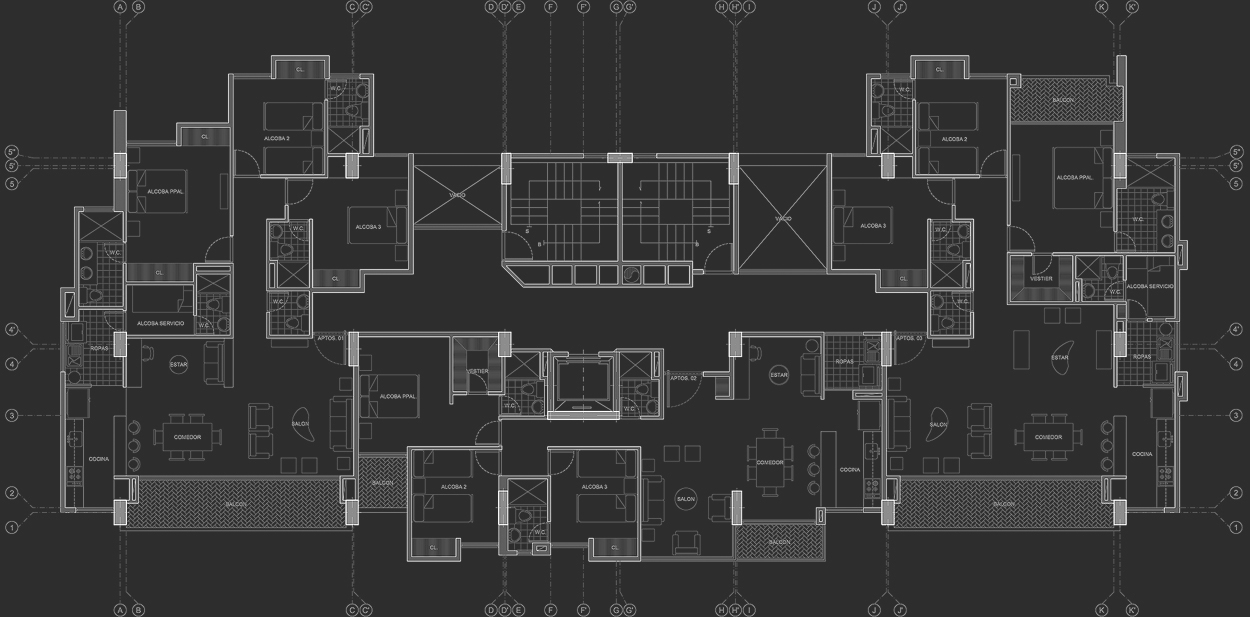 A B C C' D D' E F F' G G' H H' I J J' K K'
CL.
CL.
W.C.
W.C.
BALCON
CL.
ALCOBA 2
ALCOBA 2
5"
5'
5
5"
5'
5
ALCOBA PPAL
VACIO
VACIO
ALCOBA PPAL.
W.C.
ALCOBA 3
W.C.
S
S
ALCOBA 3
W.C.
B
B
W.C.
CL.
CL.
CL.
VESTIER
ALCOBA SERVICIO
W.C.
ALCOBA SERVICIO
W.C.
W.C.
W.C.
4"
4"
APTOS. 01
APTOS. 03
ROPAS
ROPAS
ROPAS
4
ESTAR
ESTAR
4
VESTIER
ESTAR
APTOS. 02
ALCOBA PPAL
W.C.
W.C.
3
3
SALON
SALON
COMEDOR
COMEDOR
COCINA
COCINA
COMEDOR
COCINA
BALCON
ALCOBA 2
ALCOBA 3
2
2
SALON
BALCON
BALCON
1
1
W.C.
BALCON
CL.
CL.
A B C C' D D' E F F' G G' H H' I J J' K K'